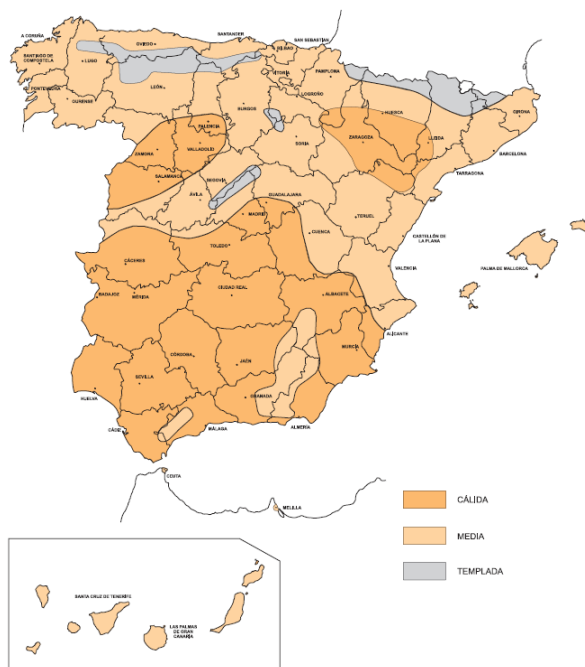 A CORUÑA
OVIEDO
SANTANDER
SAN SEBASTIÁN
BILBAO
SANTIAGO DE
COMPOSTELA
LUGO
VITORIA
PAMPLONA
PONTEVEDRA
OURENSE
LEÓN
BURGOS
LOGROÑO
HUESCA
GIRONA
PALENCIA
ZAMORA
VALLADOLID
SORIA
ZARAGOZA
LLEIDA
BARCELONA
TARRAGONA
SALAMANCA
SEGOVIA
ÁVILA
GUADALAJARA
MADRID
TERUEL
CUENCA
CASTELLÓN DE
LA PLANA
TOLEDO
CÁCERES
VALENCIA
PALMA DE MALLORCA
BADAJOZ
MÉRIDA
CIUDAD REAL
ALBACETE
ALICANTE
MURCIA
CÓRDOBA
JAÉN
SEVILLA
HUELVA
GRANADA
ALMERÍA
MÁLAGA
CÁDIZ
CEUTA
MELILLA
CÁLIDA
MEDIA
TEMPLADA
SANTA CRUZ DE TENERIFE
LAS PALMAS
DE GRAN
CANARIA